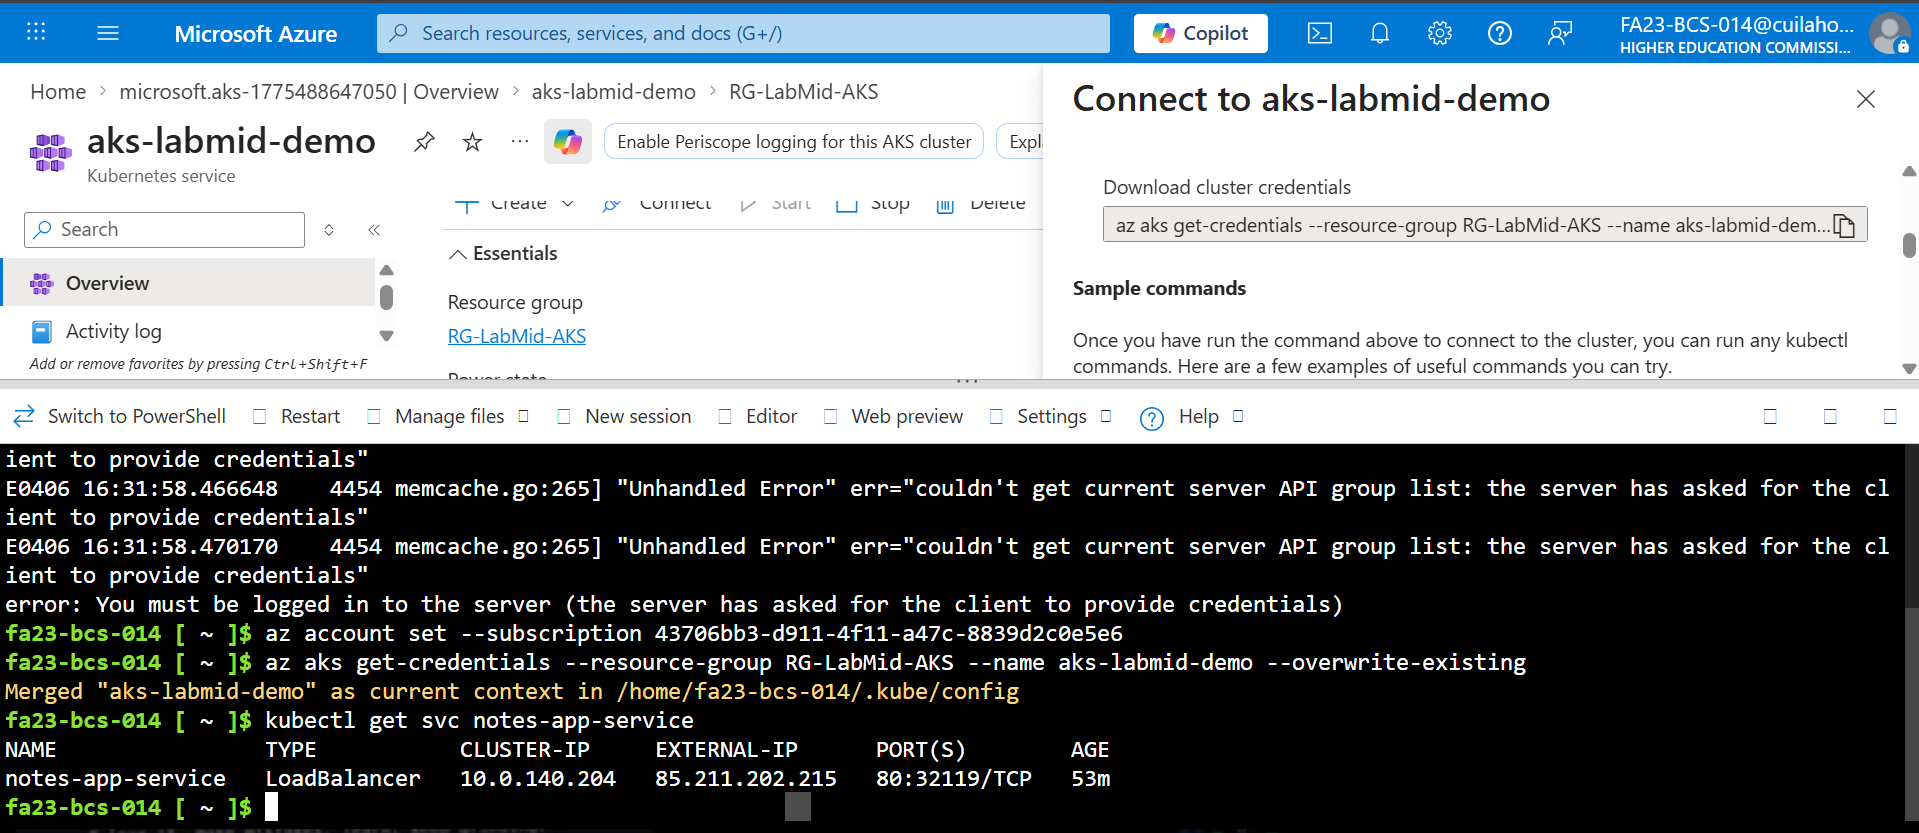 Microsoft Azure
Search resources, services, and docs (G+/)
Copilot
FA23-BCS-014@cuilaho...
HIGHER EDUCATION COMMISSI...
Home > microsoft.aks-1775488647050 | Overview > aks-labmid-demo > RG-LabMid-AKS
aks-labmid-demo
Kubernetes service
Enable Periscope logging for this AKS cluster
Expl
Search
Overview
Activity log
Add or remove favorites by pressing Ctrl+Shift+F
Create
Connect
Start
Stop
Delete
Essentials
Resource group
RG-LabMid-AKS
Power state
Connect to aks-labmid-demo
Download cluster credentials
az aks get-credentials --resource-group RG-LabMid-AKS --name aks-labmid-dem...
Sample commands
Once you have run the command above to connect to the cluster, you can run any kubectl
commands. Here are a few examples of useful commands you can try.
Switch to PowerShell Restart Manage files New session Editor Web preview Settings Help
ient to provide credentials"
E0406 16:31:58.466648    4454 memcache.go:265] "Unhandled Error" err="couldn't get current server API group list: the server has asked for the cl
ient to provide credentials"
E0406 16:31:58.470170    4454 memcache.go:265] "Unhandled Error" err="couldn't get current server API group list: the server has asked for the cl
ient to provide credentials"
error: You must be logged in to the server (the server has asked for the client to provide credentials)
fa23-bcs-014 [ ~ ]$ az account set --subscription 43706bb3-d911-4f11-a47c-8839d2c0e5e6
fa23-bcs-014 [ ~ ]$ az aks get-credentials --resource-group RG-LabMid-AKS --name aks-labmid-demo --overwrite-existing
Merged "aks-labmid-demo" as current context in /home/fa23-bcs-014/.kube/config
fa23-bcs-014 [ ~ ]$ kubectl get svc notes-app-service
NAME                TYPE           CLUSTER-IP     EXTERNAL-IP      PORT(S)        AGE
notes-app-service   LoadBalancer   10.0.140.204   85.211.202.215   80:32119/TCP   53m
fa23-bcs-014 [ ~ ]$